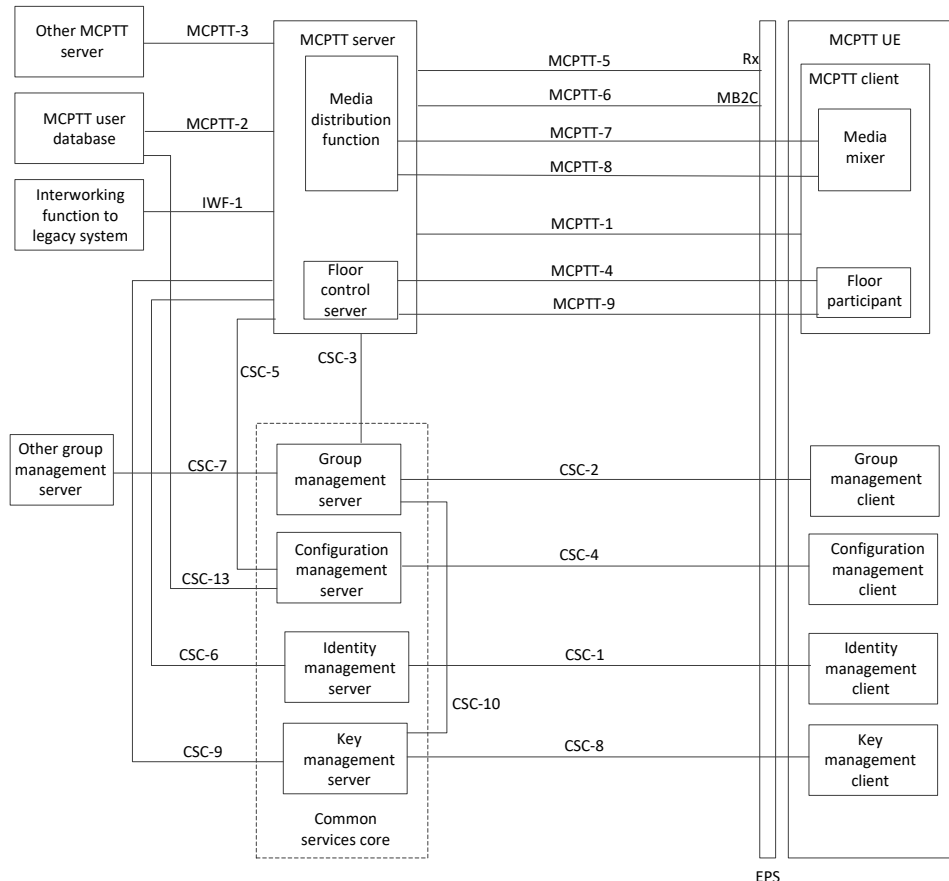 Other MCPTT
server
MCPTT-3
MCPTT server
MCPTT-5
Rx
MCPTT UE
MCPTT client
MCPTT user
database
MCPTT-2
Media
distribution
function
MCPTT-6
MB2C
MCPTT-7
MCPTT-8
Media
mixer
Interworking
function to
legacy system
IWF-1
MCPTT-1
Floor
control
server
MCPTT-4
MCPTT-9
Floor
participant
CSC-3
CSC-5
Other group
management
server
CSC-7
Group
management
server
CSC-2
Group
management
client
CSC-13
Configuration
management
server
CSC-4
Configuration
management
client
CSC-6
Identity
management
server
CSC-1
Identity
management
client
CSC-10
CSC-9
Key
management
server
CSC-8
Key
management
client
Common
services core
EPS